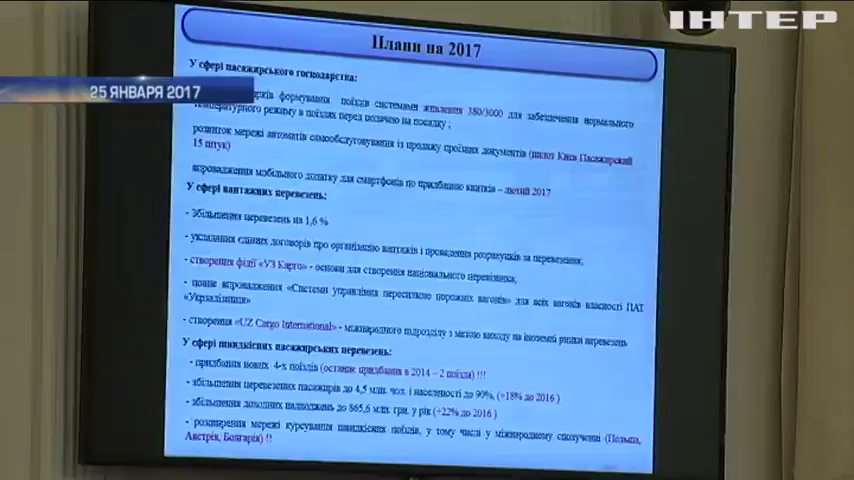 ІНТЕР
Плани на 2017
25 ЯНВАРЯ 2017
У сфері пасажирського господарства:
парків формування поїздів системами живлення 380/3000 для забезпечення нормального
температурного режиму в поїздах перед подачею на посадку ;
розвиток мережі автоматів самообслуговування із продажу проїзних документів (пілот Київ Пасажирский
15 штук)
впровадження мобільного додатку для смартфонів по придбанню квитків – лютий 2017
У сфері вантажних перевезень:
- Збільшення перевезень на 1,6 %
- укладання єдиних договорів про організацію вантажів і проведення розрахунків за перевезення;
- створення філії «УЗ Карго» - основи для створення національного перевізника;
- повне впровадження «Системи управління пересилкою порожніх вагонів» для всіх вагонів власності ПАТ
«Укрзалізниця»
- створення «UZ Cargo International» - міжнародного підрозділу з метою виходу на іноземні ринки перевезень
У сфері швидкісних пасажирських перевезень:
- придбання нових 4-х поїздів (останнє придбання в 2014 – 2 поїзда) !!!
- збільшення перевезених пасажирів до 4,5 млн. чол. і населеності до 90%, (+18% до 2016 )
- збільшення доходних надходжень до 865,6 млн. грн. у рік (+22% до 2016 )
- розширення мережі курсування швидкісних поїздів, у тому числі у міжнародному сполученні (Польща,
Австрія, Болгарія) !!